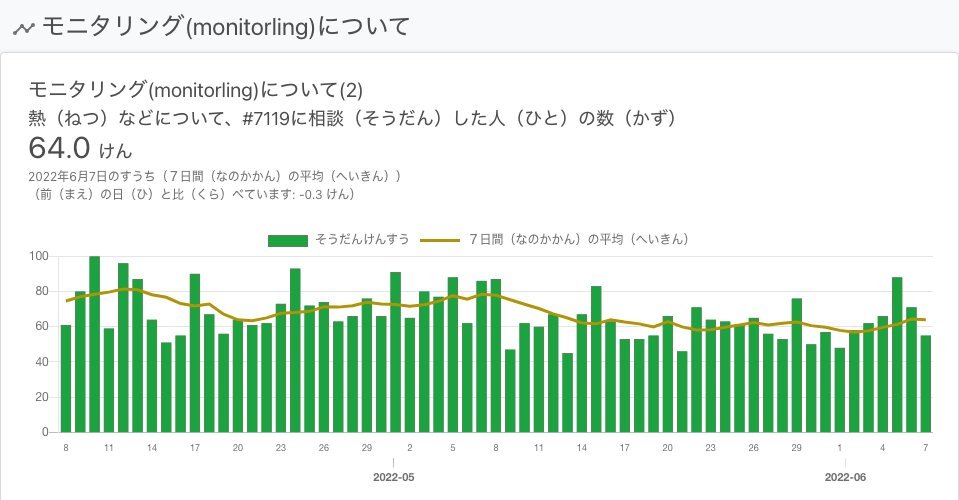 モニタリング(monitorling)について
モニタリング(monitorling)について(2)
熱（ねつ）などについて、#7119に相談（そうだん）した人（ひと）の数（かず）
64.0 けん
2022年6月7日のすうち（７日間（なのかかん）の平均（へいきん））
（前（まえ）の日（ひ）と比（くら）べています: -0.3 けん）
そうだんけんすう ７日間（なのかかん）の平均（へいきん）
100
80
60
40
20
0
8 11 14 17 20 23 26 29 2 5 8 11 14 17 20 23 26 29 1 4 7
2022-05 2022-06